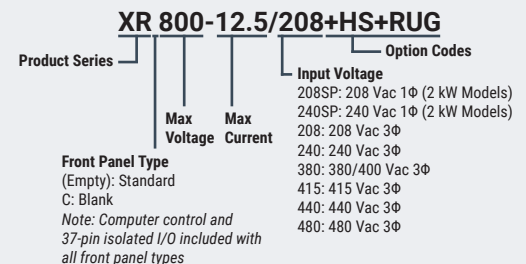 XR 800-12.5/208+HS+RUG
Product Series
Option Codes
Max
Voltage
Max
Current
Input Voltage
208SP: 208 Vac 1Φ (2 kW Models)
240SP: 240 Vac 1Φ (2 kW Models)
208: 208 Vac 3Φ
240: 240 Vac 3Φ
380: 380/400 Vac 3Φ
415: 415 Vac 3Φ
440: 440 Vac 3Φ
480: 480 Vac 3Φ
Front Panel Type
(Empty): Standard
C: Blank
Note: Computer control and
37-pin isolated I/O included with
all front panel types